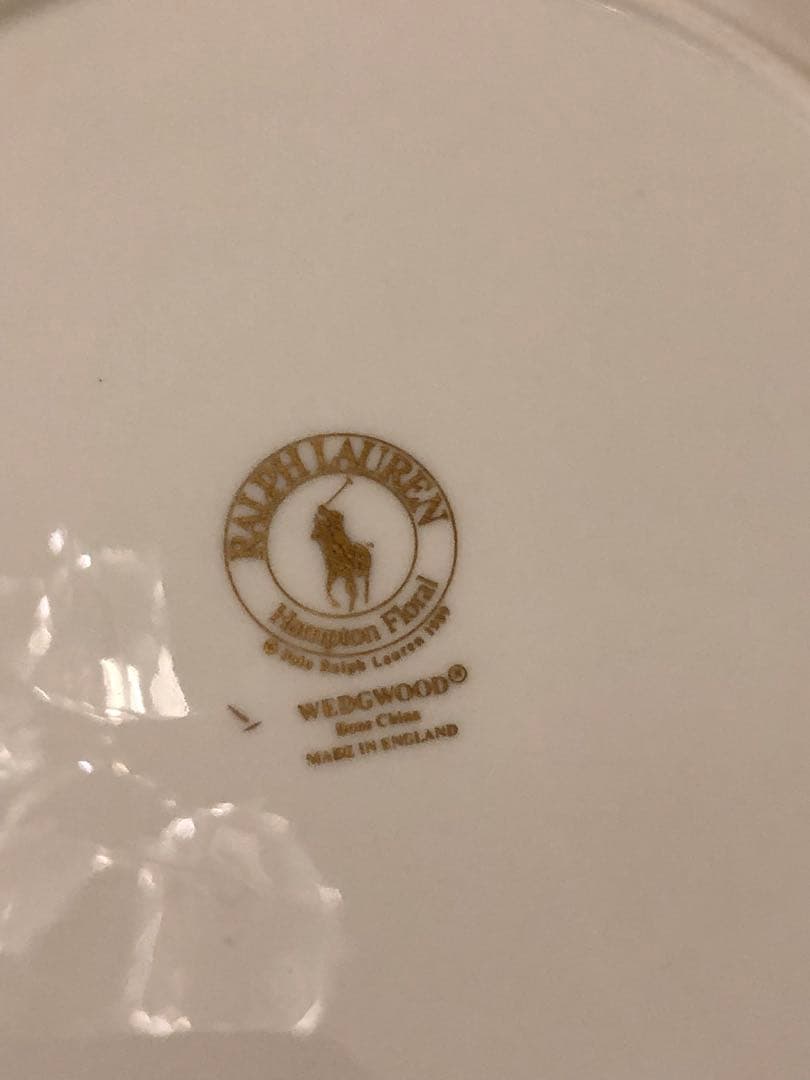 RALPH LAUREN
Hampton Floral
© Polo Ralph Lauren
WEDGWOOD®
Bone China
MADE IN ENGLAND